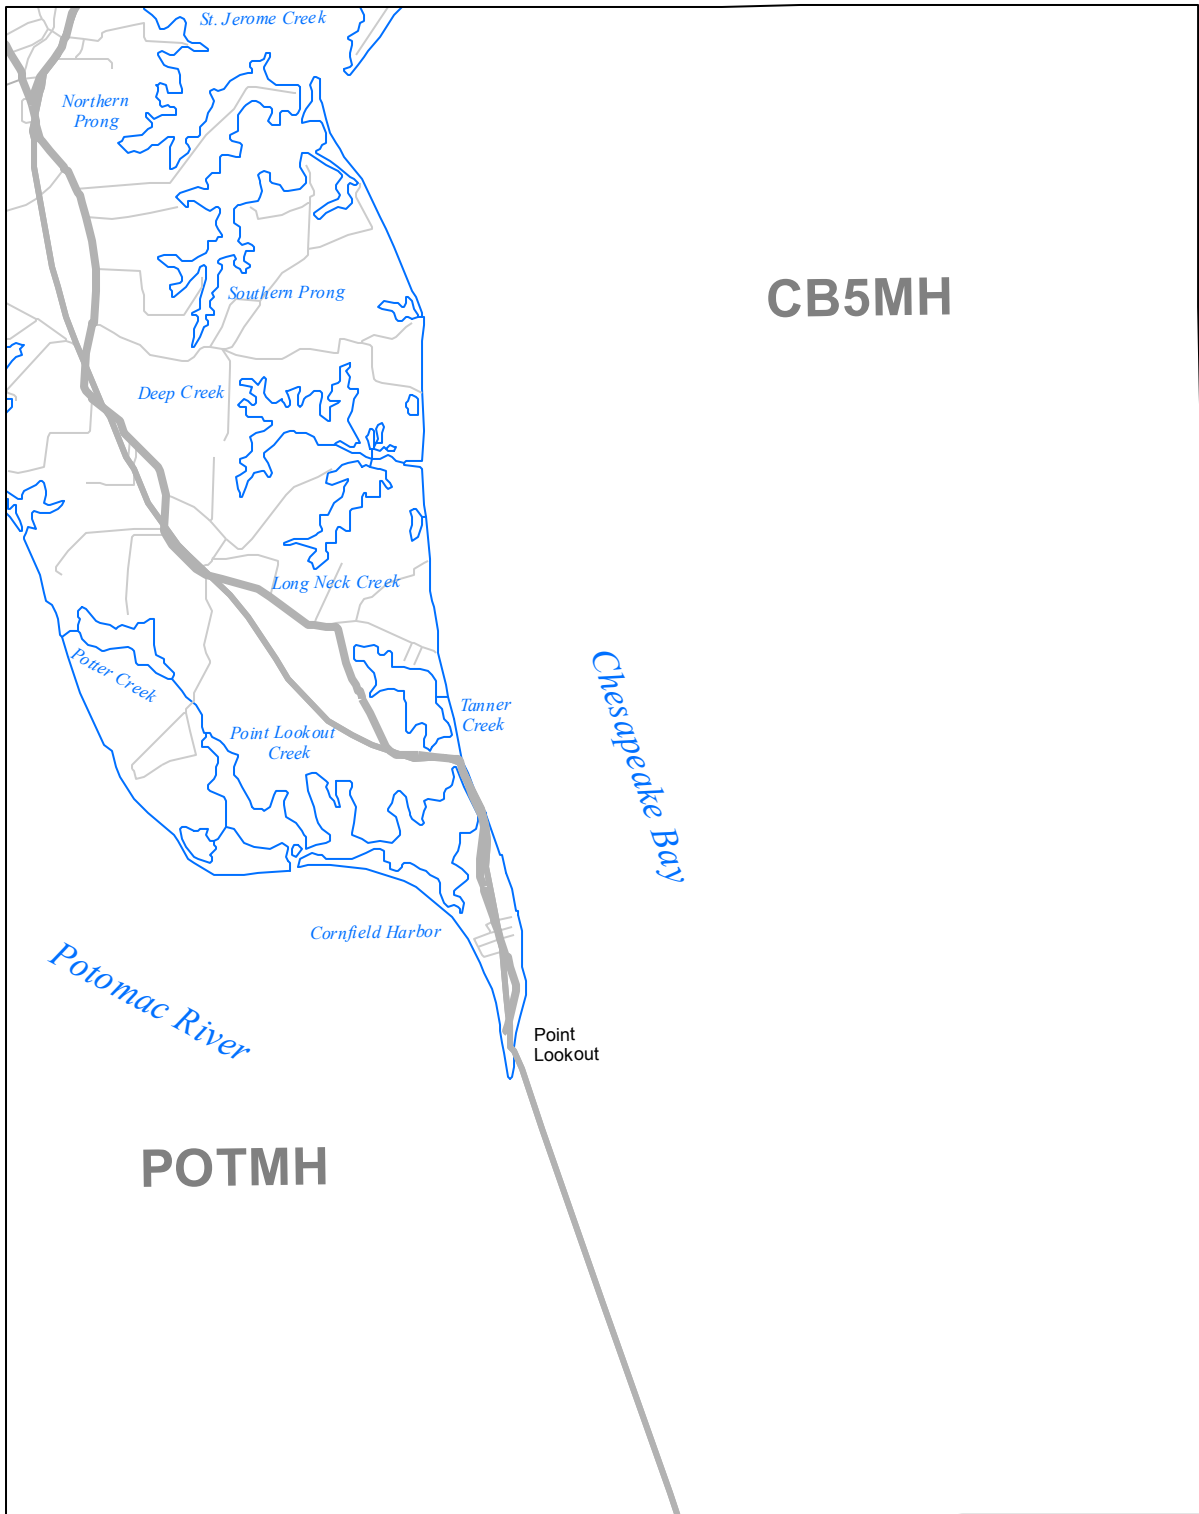 St. Jerome Creek
Northern
Prong
CB5MH
Southern Prong
Deep Creek
Long Neck Creek
Potter Creek
Tanner
Creek
Point Lookout
Creek
Chesapeake Bay
Cornfield Harbor
Potomac River
Point
Lookout
POTMH